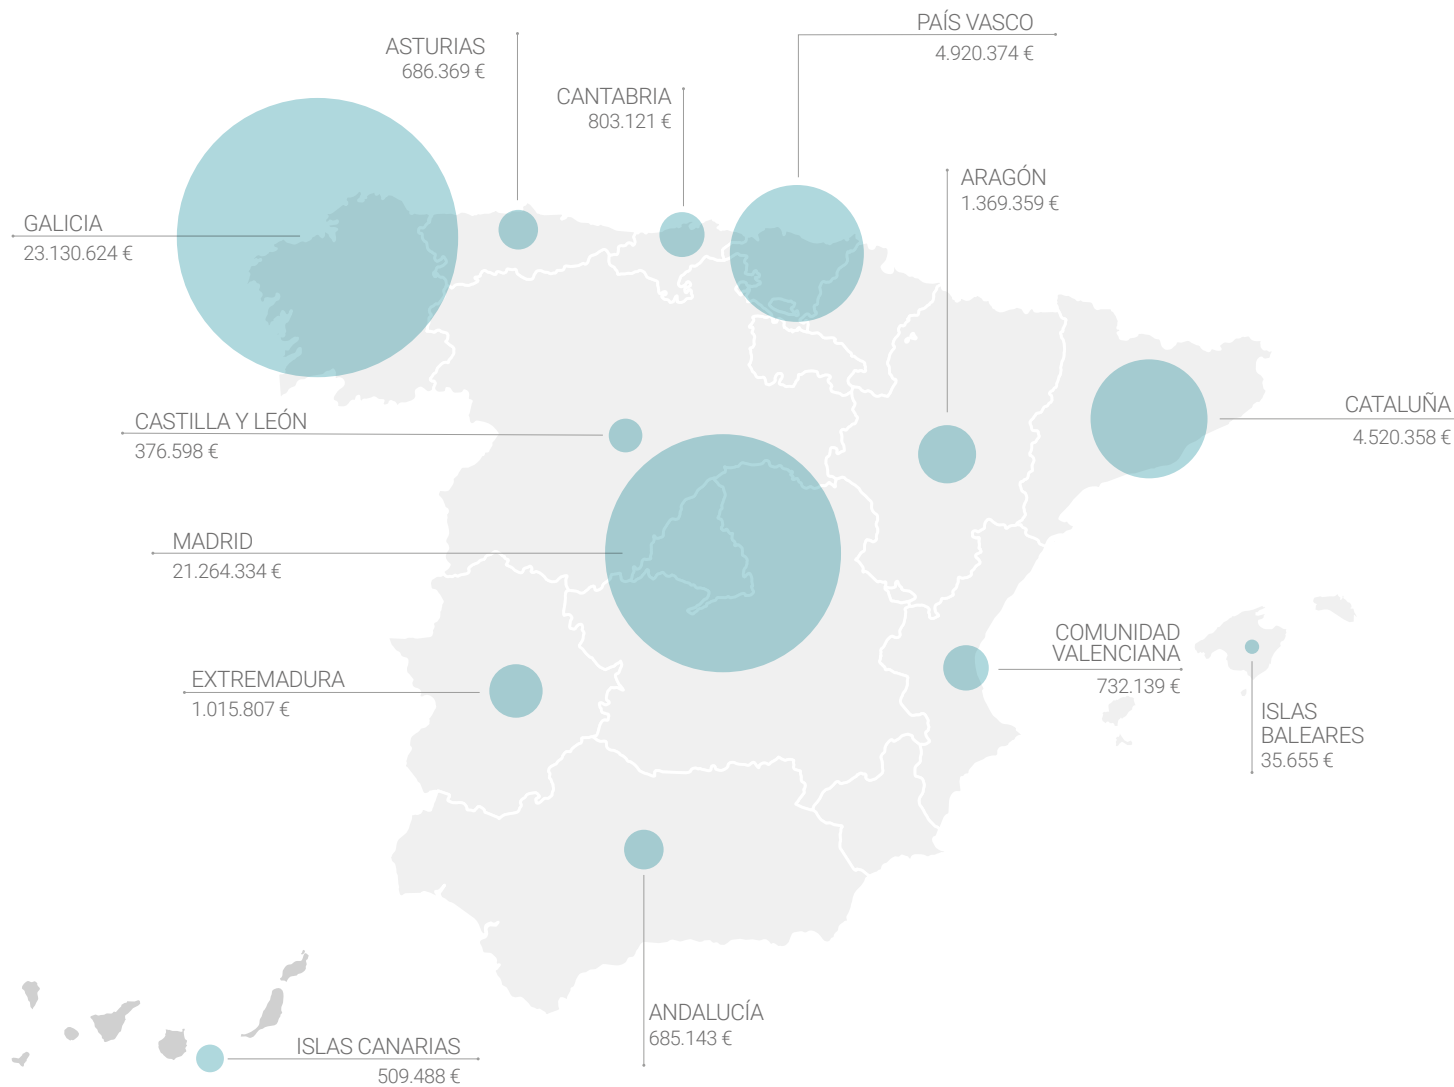 PAÍS VASCO
4.920.374 €
ASTURIAS
686.369 €
CANTABRIA
803.121 €
ARAGÓN
1.369.359 €
GALICIA
23.130.624 €
CATALUÑA
4.520.358 €
CASTILLA Y LEÓN
376.598 €
MADRID
21.264.334 €
COMUNIDAD
VALENCIANA
732.139 €
EXTREMADURA
1.015.807 €
ISLAS
BALEARES
35.655 €
ANDALUCÍA
685.143 €
ISLAS CANARIAS
509.488 €